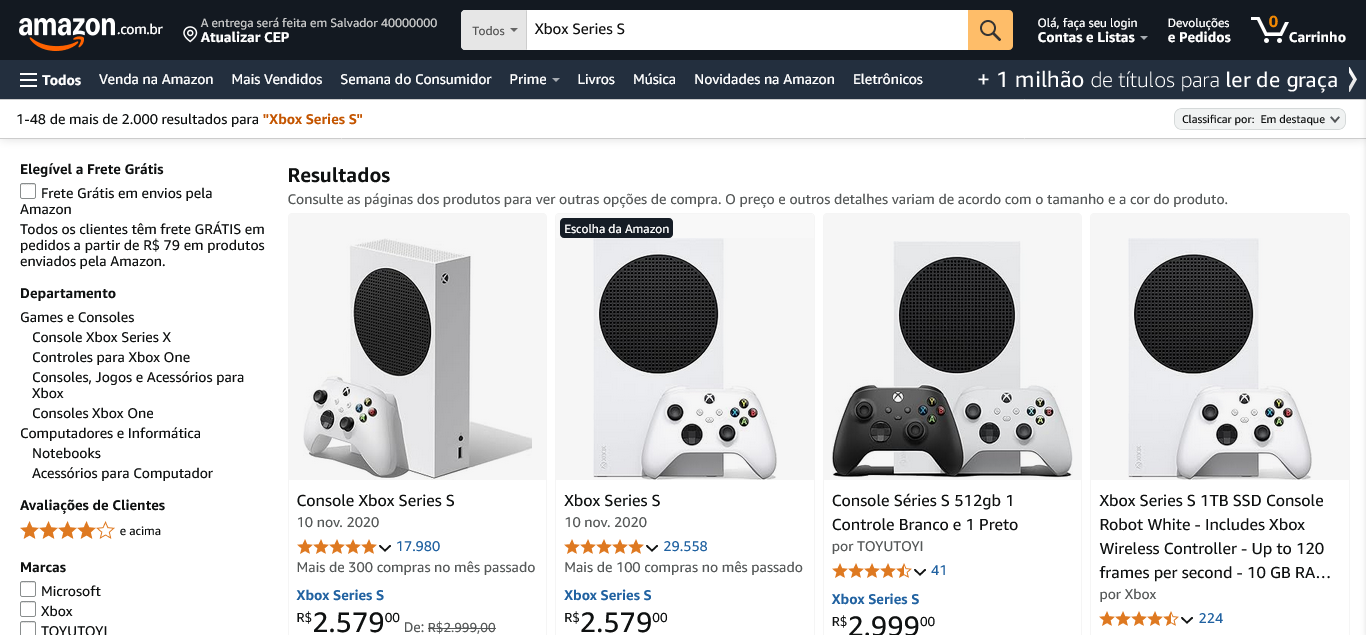 amazon.com.br
A entrega será feita em Salvador 40000000
Atualizar CEP
Todos
Xbox Series S
Olá, faça seu login
Contas e Listas
Devoluções
e Pedidos
0
Carrinho
Todos
Venda na Amazon
Mais Vendidos
Semana do Consumidor
Prime
Livros
Música
Novidades na Amazon
Eletrônicos
+ 1 milhão de títulos para ler de graça
1-48 de mais de 2.000 resultados para "Xbox Series S"
Classificar por: Em destaque
Elegível a Frete Grátis
Frete Grátis em envios pela
Amazon
Todos os clientes têm frete GRÁTIS em
pedidos a partir de R$ 79 em produtos
enviados pela Amazon.
Departamento
Games e Consoles
Console Xbox Series X
Controles para Xbox One
Consoles, Jogos e Acessórios para
Xbox
Consoles Xbox One
Computadores e Informática
Notebooks
Acessórios para Computador
Avaliações de Clientes
e acima
Marcas
Microsoft
Xbox
TOYUTOYI
Resultados
Consulte as páginas dos produtos para ver outras opções de compra. O preço e outros detalhes variam de acordo com o tamanho e a cor do produto.
Console Xbox Series S
10 nov. 2020
17.980
Mais de 300 compras no mês passado
Xbox Series S
R$2.57900 De: R$2.999,00
Escolha da Amazon
Xbox Series S
10 nov. 2020
29.558
Mais de 100 compras no mês passado
Xbox Series S
R$2.57900
Console Séries S 512gb 1
Controle Branco e 1 Preto
por TOYUTOYI
41
Xbox Series S
R$2.99900
Xbox Series S 1TB SSD Console
Robot White - Includes Xbox
Wireless Controller - Up to 120
frames per second - 10 GB RA…
por Xbox
224